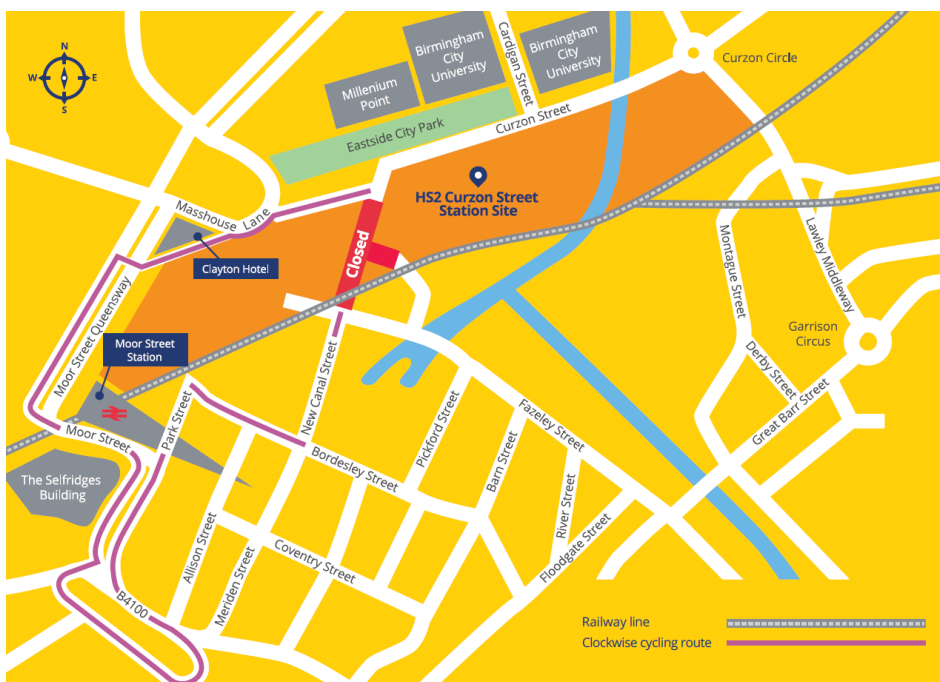 N
W
E
S
Millenium
Point
Birmingham
City
University
Cardigan Street
Birmingham
City
University
Curzon Circle
Eastside City Park
Curzon Street
HS2 Curzon Street
Station Site
Masshouse Lane
Clayton Hotel
Closed
Moor Street Queensway
Moor Street
Station
Montague Street
Lawley Middleway
Garrison
Circus
Derby Street
Great Barr Street
New Canal Street
Park Street
Moor Street
The Selfridges
Building
Bordesley Street
Pickford Street
Fazeley Street
Barn Street
River Street
Floodgate Street
Allison Street
Meriden Street
Coventry Street
B4100
Railway line
Clockwise cycling route